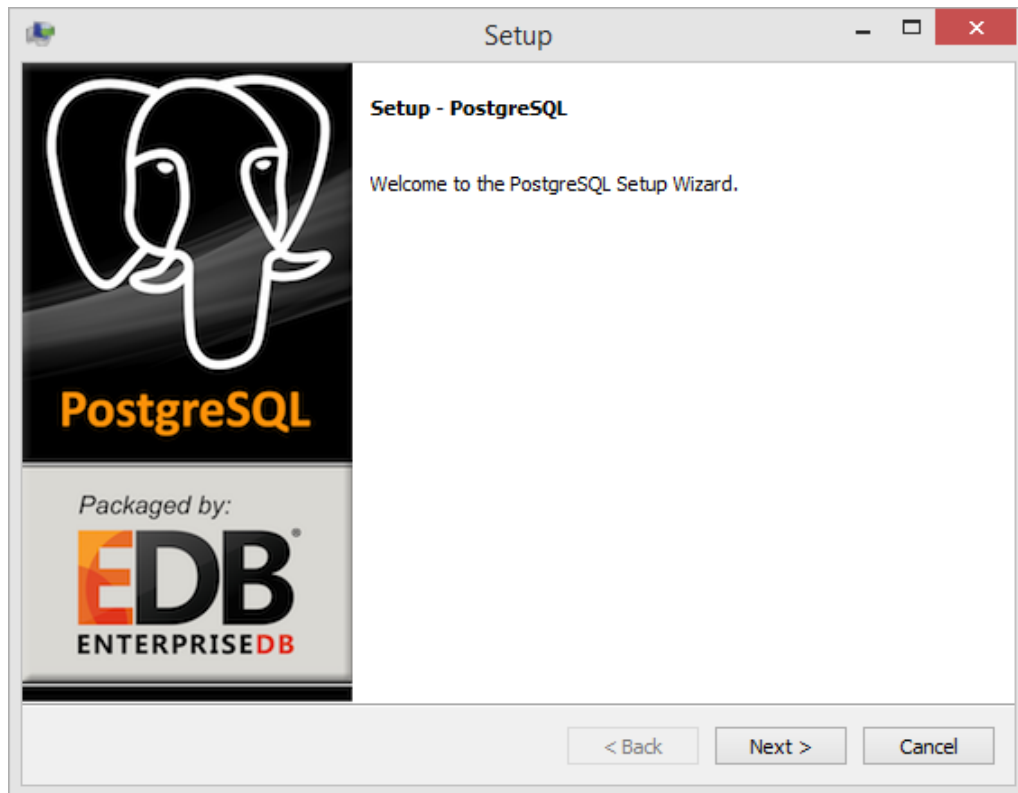 Setup
Setup - PostgreSQL
Welcome to the PostgreSQL Setup Wizard.
PostgreSQL
Packaged by:
EDB®
ENTERPRISEDB
< Back
Next >
Cancel